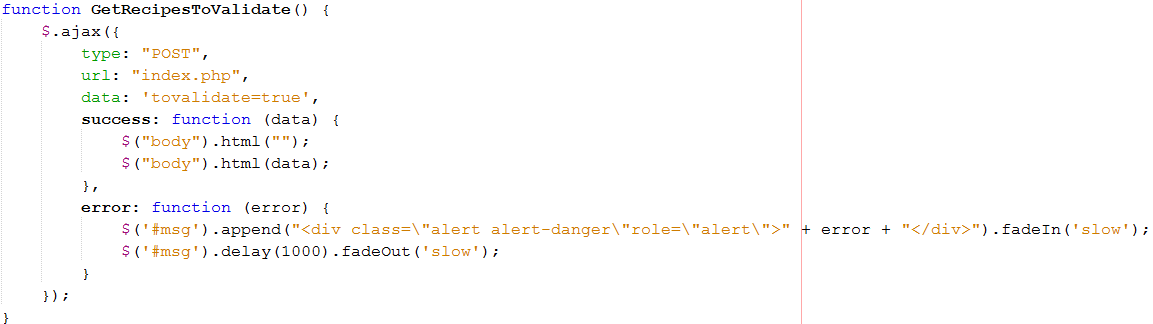 function GetRecipesToValidate() {
    $.ajax({
        type: "POST",
        url: "index.php",
        data: 'tovalidate=true',
        success: function (data) {
            $("body").html("");
            $("body").html(data);
        },
        error: function (error) {
            $('#msg').append("<div class=\"alert alert-danger\"role=\"alert\">" + error + "</div>").fadeIn('slow');
            $('#msg').delay(1000).fadeOut('slow');
        }
    });
}